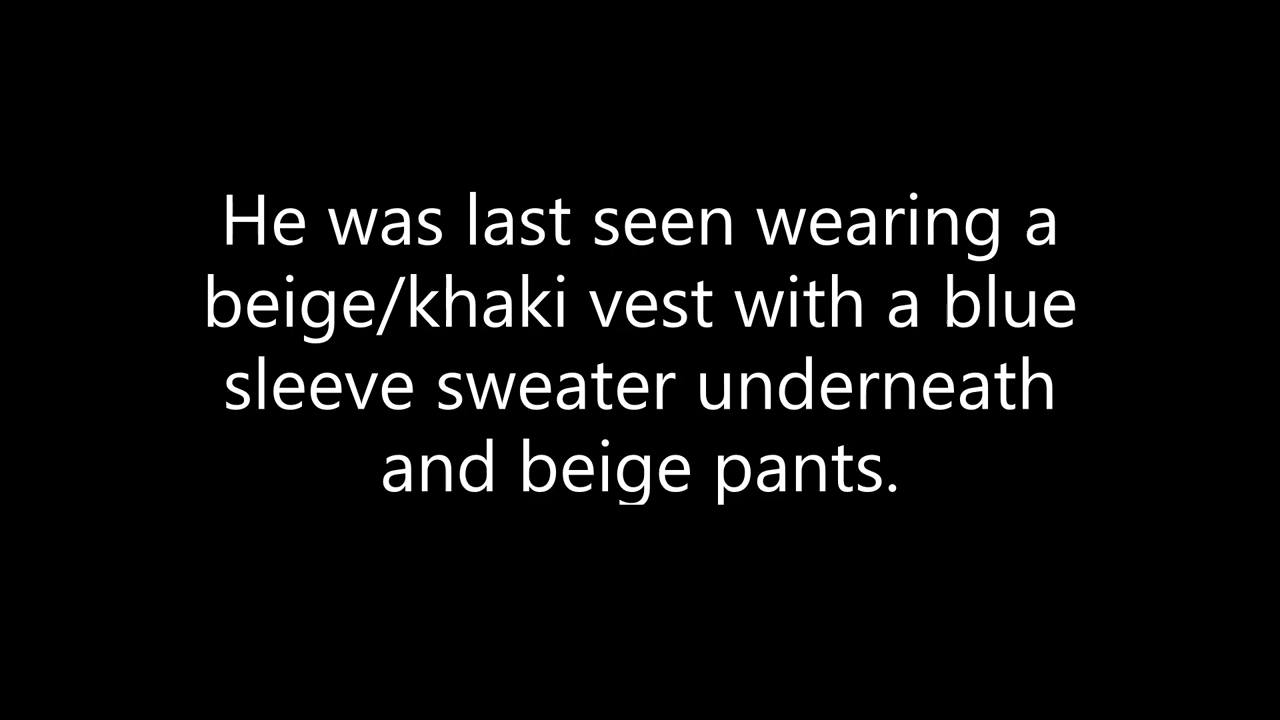 He was last seen wearing a
beige/khaki vest with a blue
sleeve sweater underneath
and beige pants.